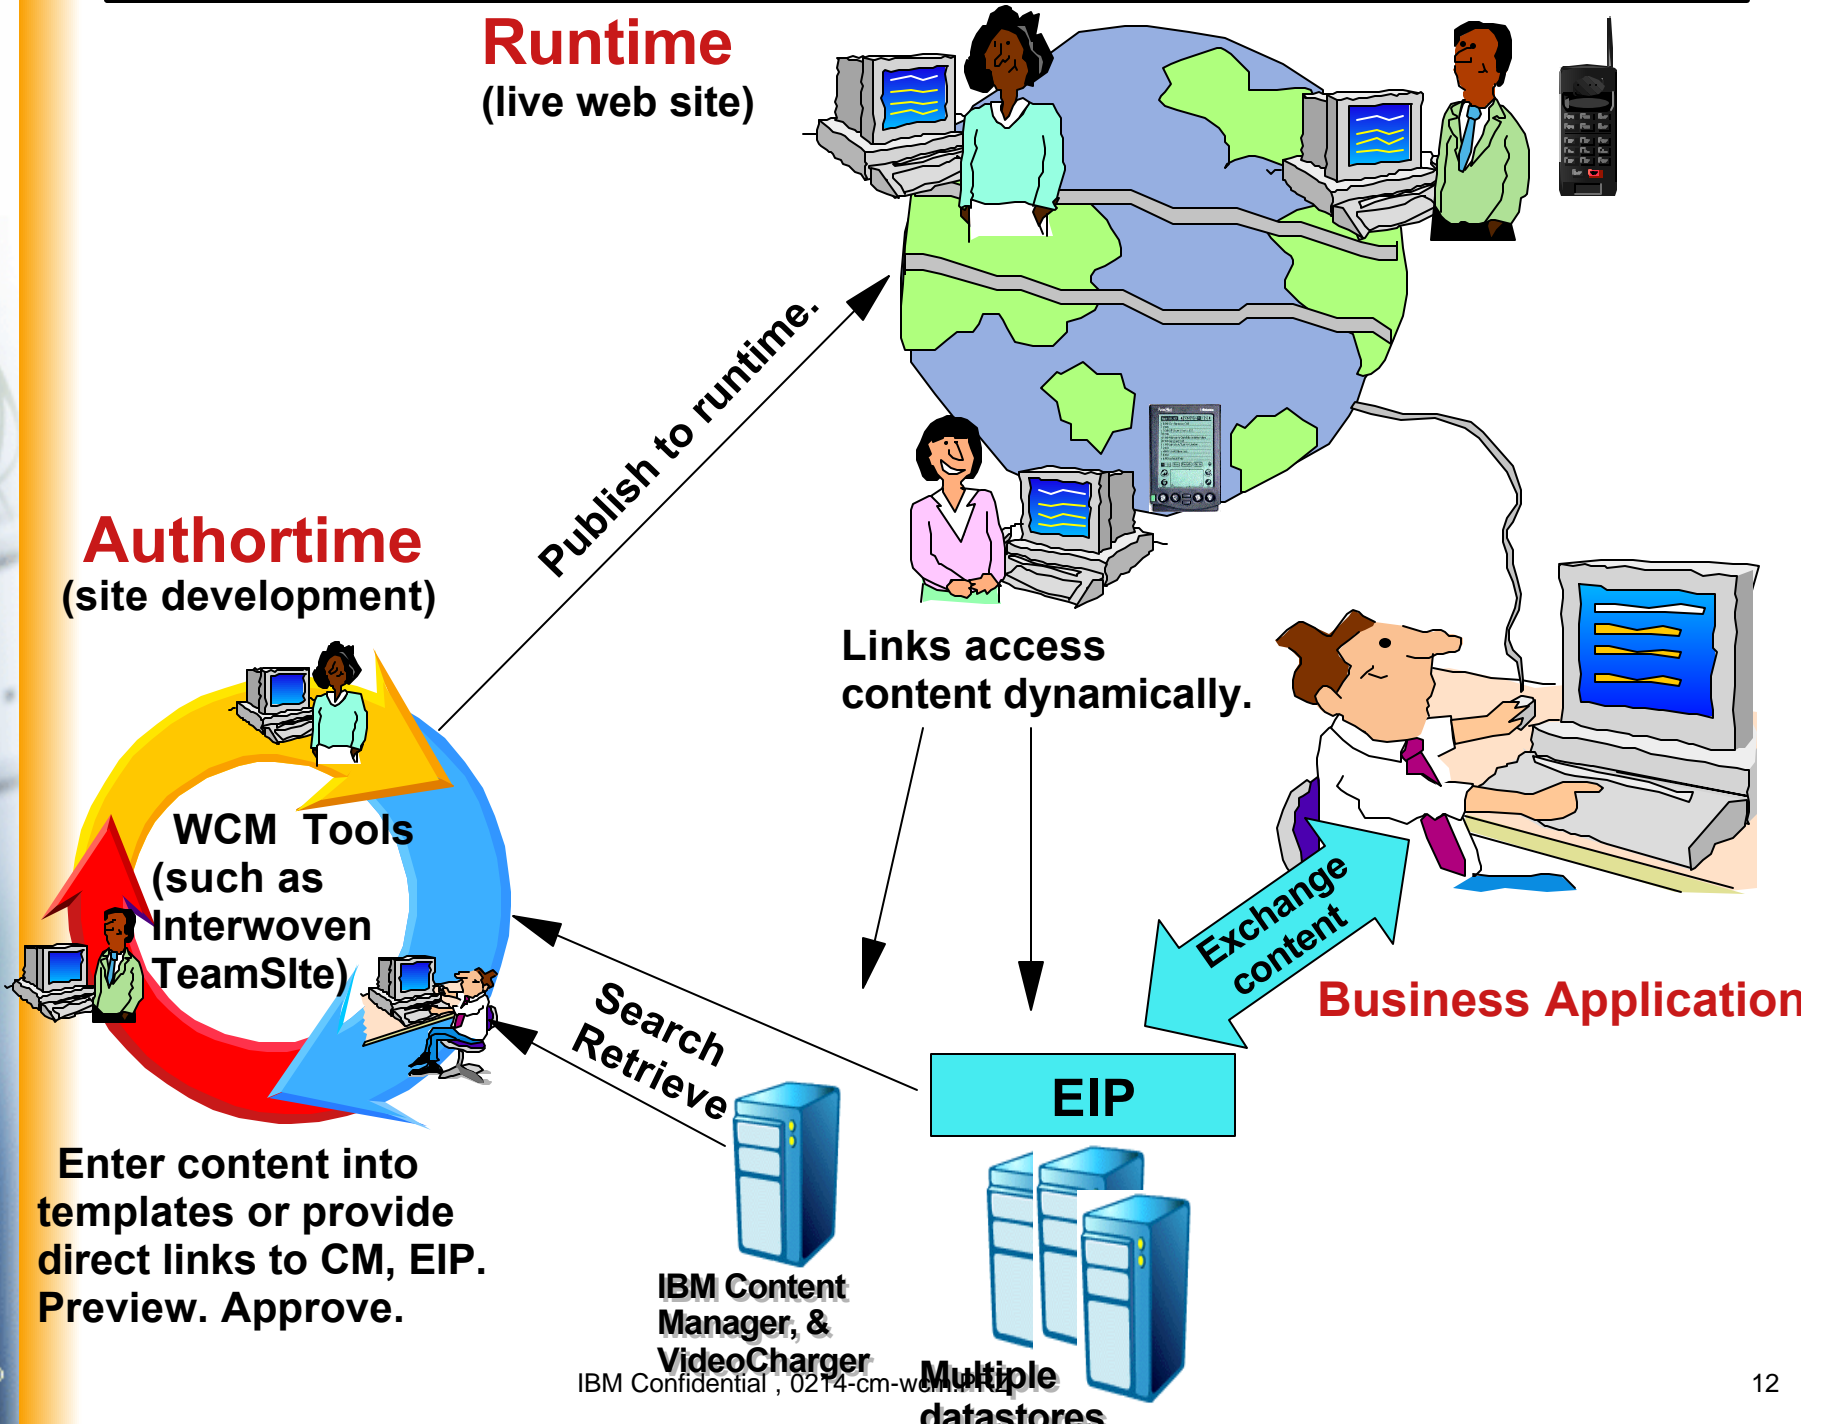 Runtime
(live web site)
Publish to runtime.
Authortime
(site development)
Links access
content dynamically.
WCM Tools
(such as
Interwoven
TeamSIte)
Exchange
content
Business Application
Search
Retrieve
EIP
Enter content into
templates or provide
direct links to CM, EIP.
Preview. Approve.
IBM Content
Manager, &
VideoCharger
Multiple
datastores
IBM Confidential , 0214-cm-wcm.PRZ
12